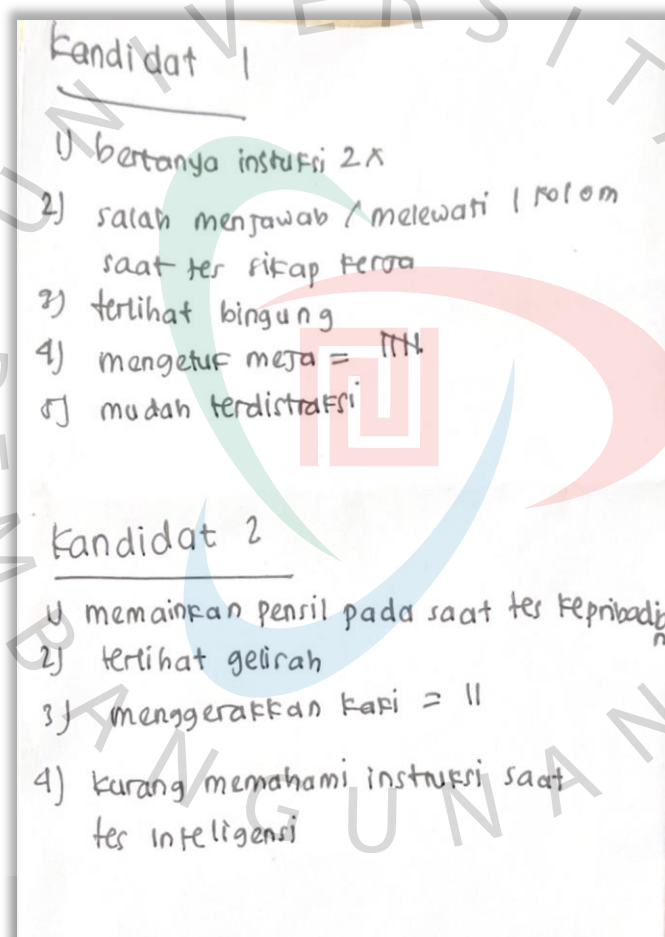 Kandidat 1
1) bertanya instuksi 2x
2) salah menjawab / melewati 1 kolom
saat tes sikap kerja
3) terlihat bingung
4) mengetuk meja =
5) mudah terdistraksi
Kandidat 2
1) memainkan pensil pada saat tes kepribadian
2) terlihat gelisah
3) menggerakkan kaki = II
4) kurang memahami instruksi saat
tes inteligensi